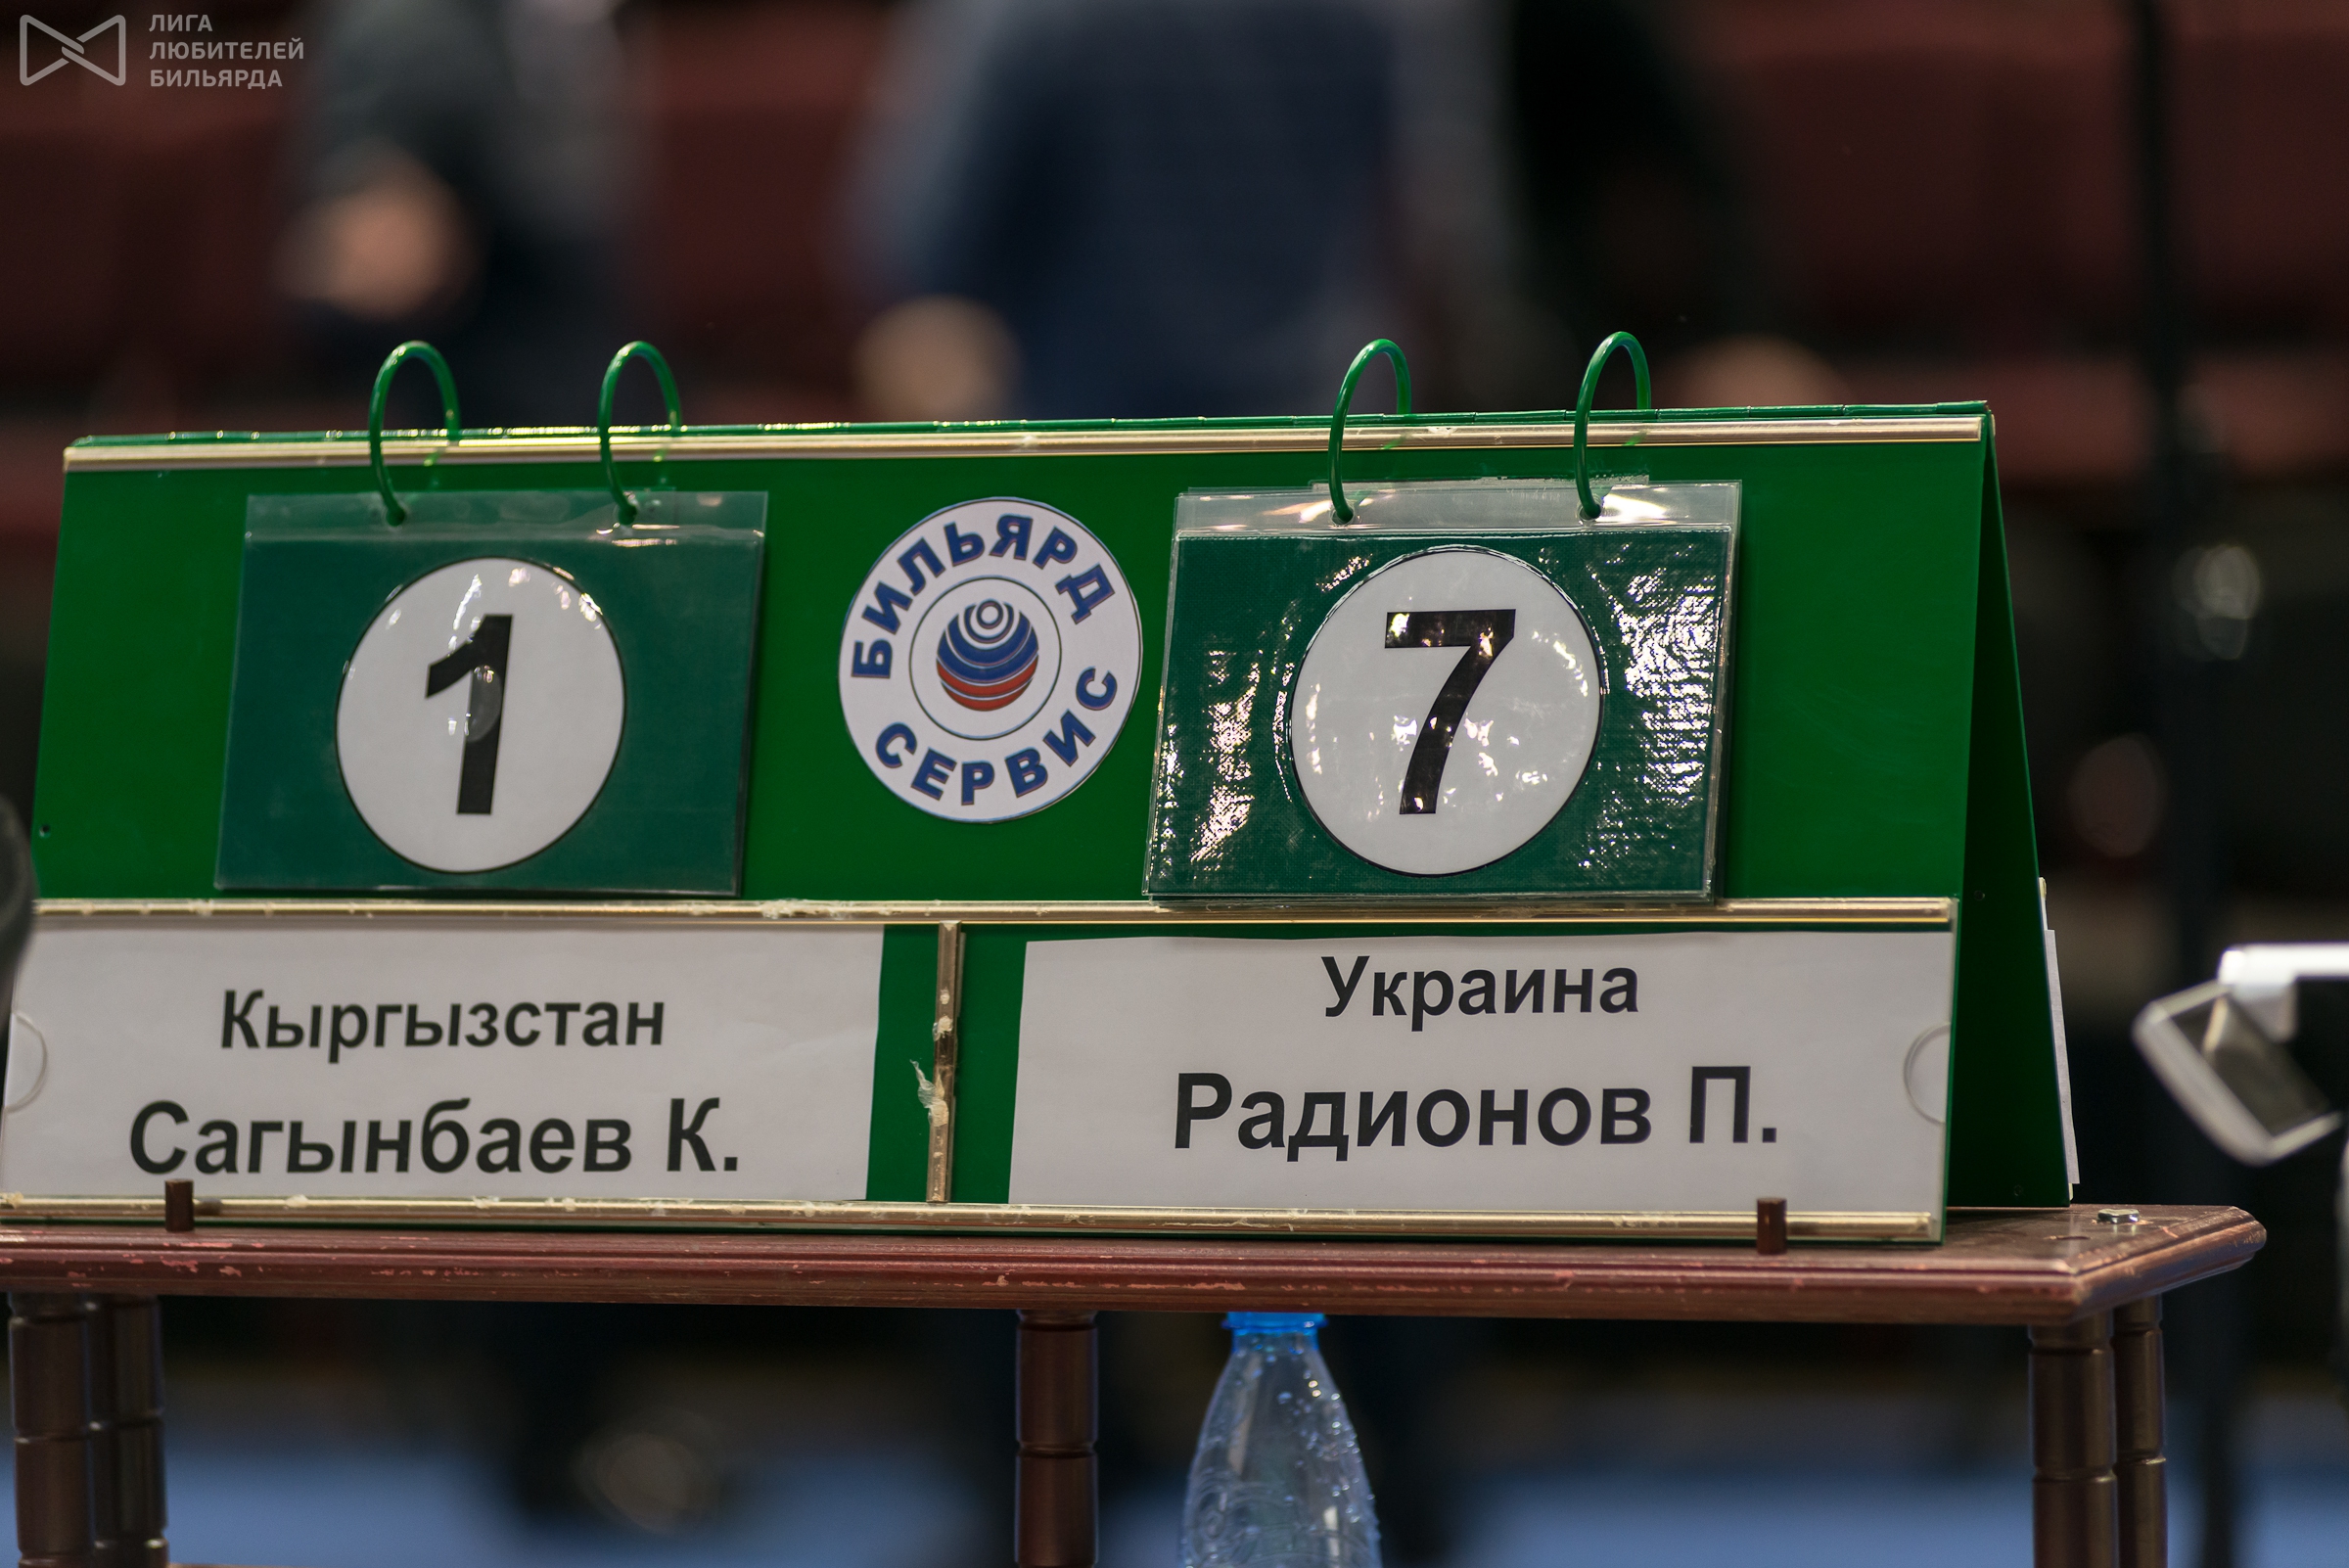 ЛИГА
ЛЮБИТЕЛЕЙ
БИЛЬЯРДА
1
БИЛЬЯРД
СЕРВИС
7
Кыргызстан
Сагынбаев К.
Украина
Радионов П.